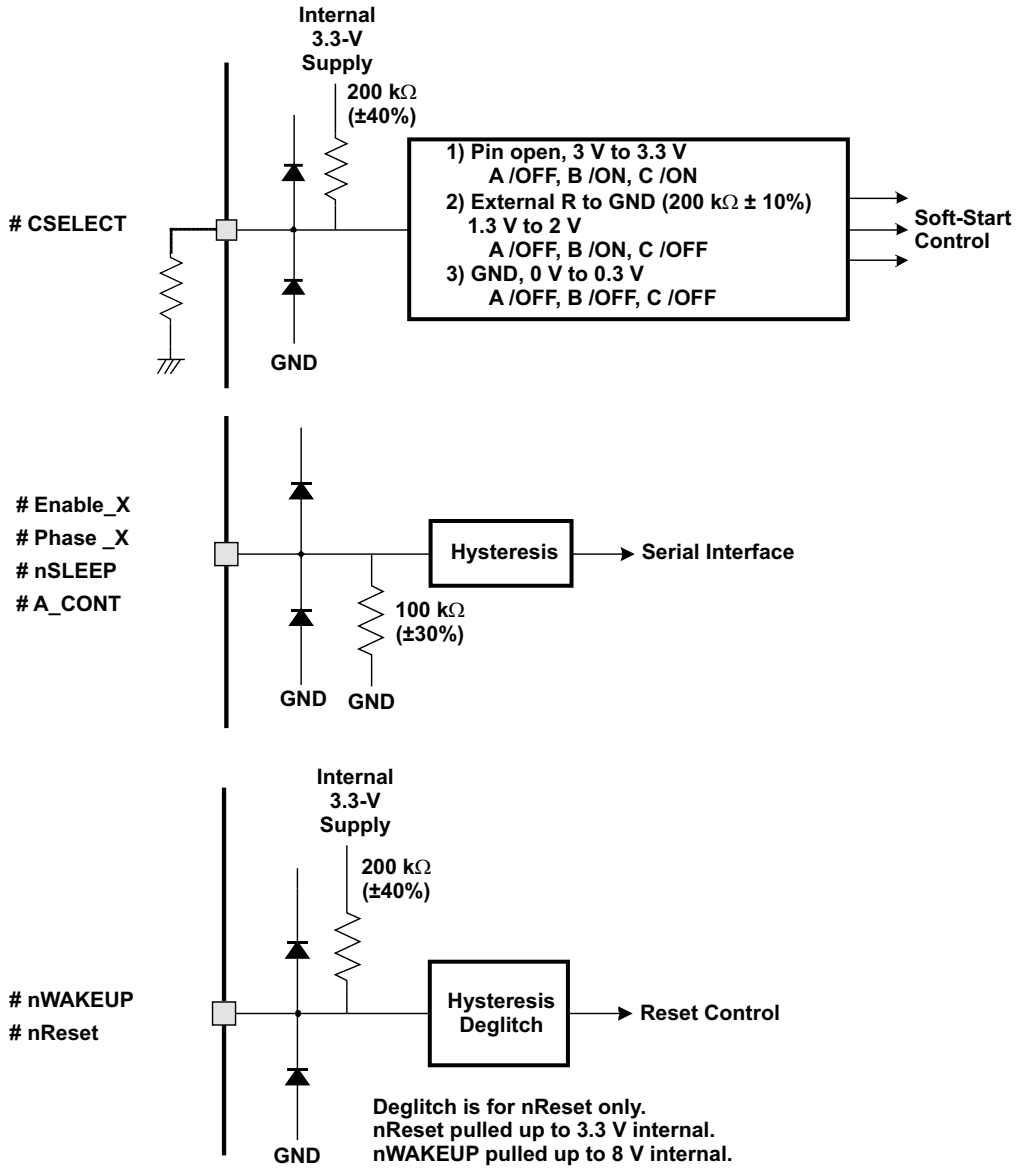 Internal
3.3-V
Supply
200 kΩ
(±40%)
# CSELECT
1) Pin open, 3 V to 3.3 V
A /OFF, B /ON, C /ON
2) External R to GND (200 kΩ ± 10%)
1.3 V to 2 V
A /OFF, B /ON, C /OFF
3) GND, 0 V to 0.3 V
A /OFF, B /OFF, C /OFF
Soft-Start
Control
GND
# Enable_X
# Phase _X
# nSLEEP
# A_CONT
Hysteresis
Serial Interface
100 kΩ
(±30%)
GND
GND
Internal
3.3-V
Supply
200 kΩ
(±40%)
# nWAKEUP
# nReset
Hysteresis
Deglitch
Reset Control
GND
Deglitch is for nReset only.
nReset pulled up to 3.3 V internal.
nWAKEUP pulled up to 8 V internal.